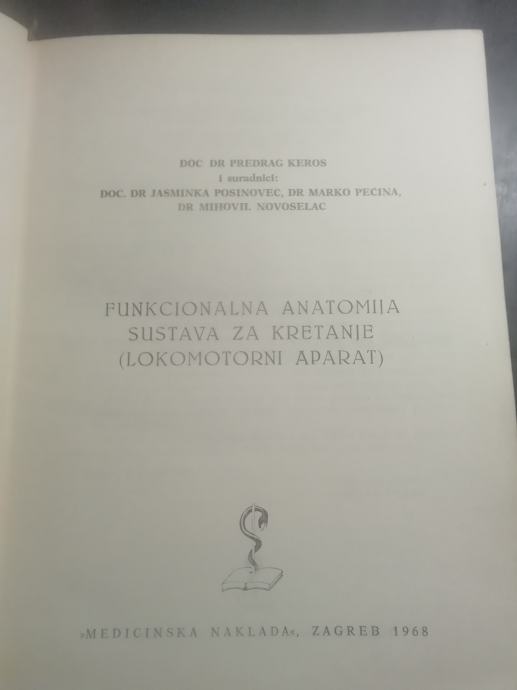 DOC DR PREDRAG KEROS
i suradnici:
DOC. DR JASMINKA POSINOVEC, DR MARKO PEĆINA,
DR MIHOVIL NOVOSELAC
FUNKCIONALNA ANATOMIJA
SUSTAVA ZA KRETANJE
(LOKOMOTORNI APARAT)
»MEDICINSKA NAKLADA«, ZAGREB 1968